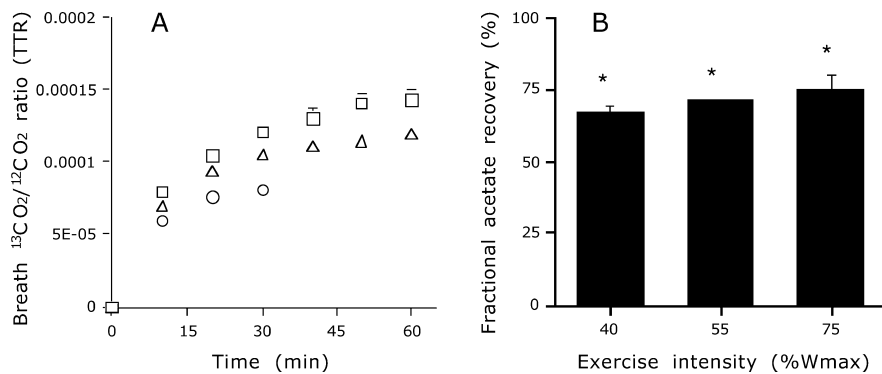 A
Breath ¹³CO₂/¹²CO₂ ratio (TTR)
0.0002
0.00015
0.0001
5E-05
0
0 15 30 45 60
Time (min)
B
Fractional acetate recovery (%)
100
75
50
25
0
* * *
40 55 75
Exercise intensity (%Wmax)